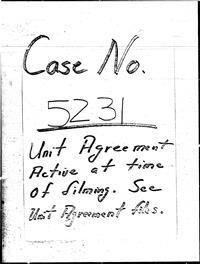 Case No.
5231
Unit Agreement
Active at time
of filming. See
Unit Agreement files.